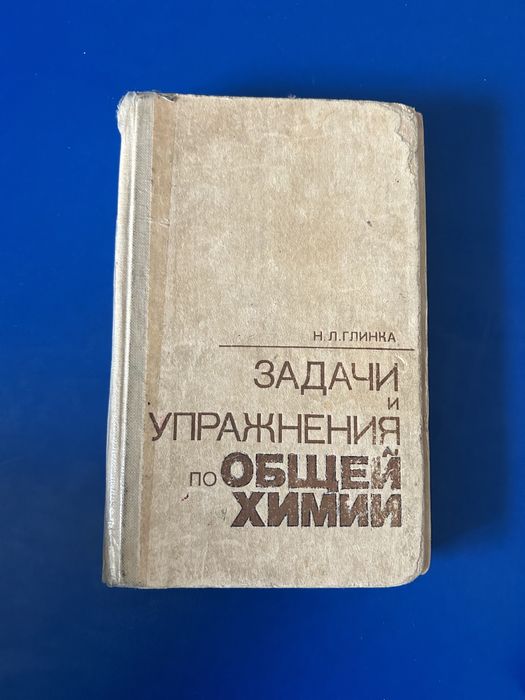 Н.Л.ГЛИНКА
ЗАДАЧИ
и
УПРАЖНЕНИЯ
по ОБЩЕЙ
ХИМИИ